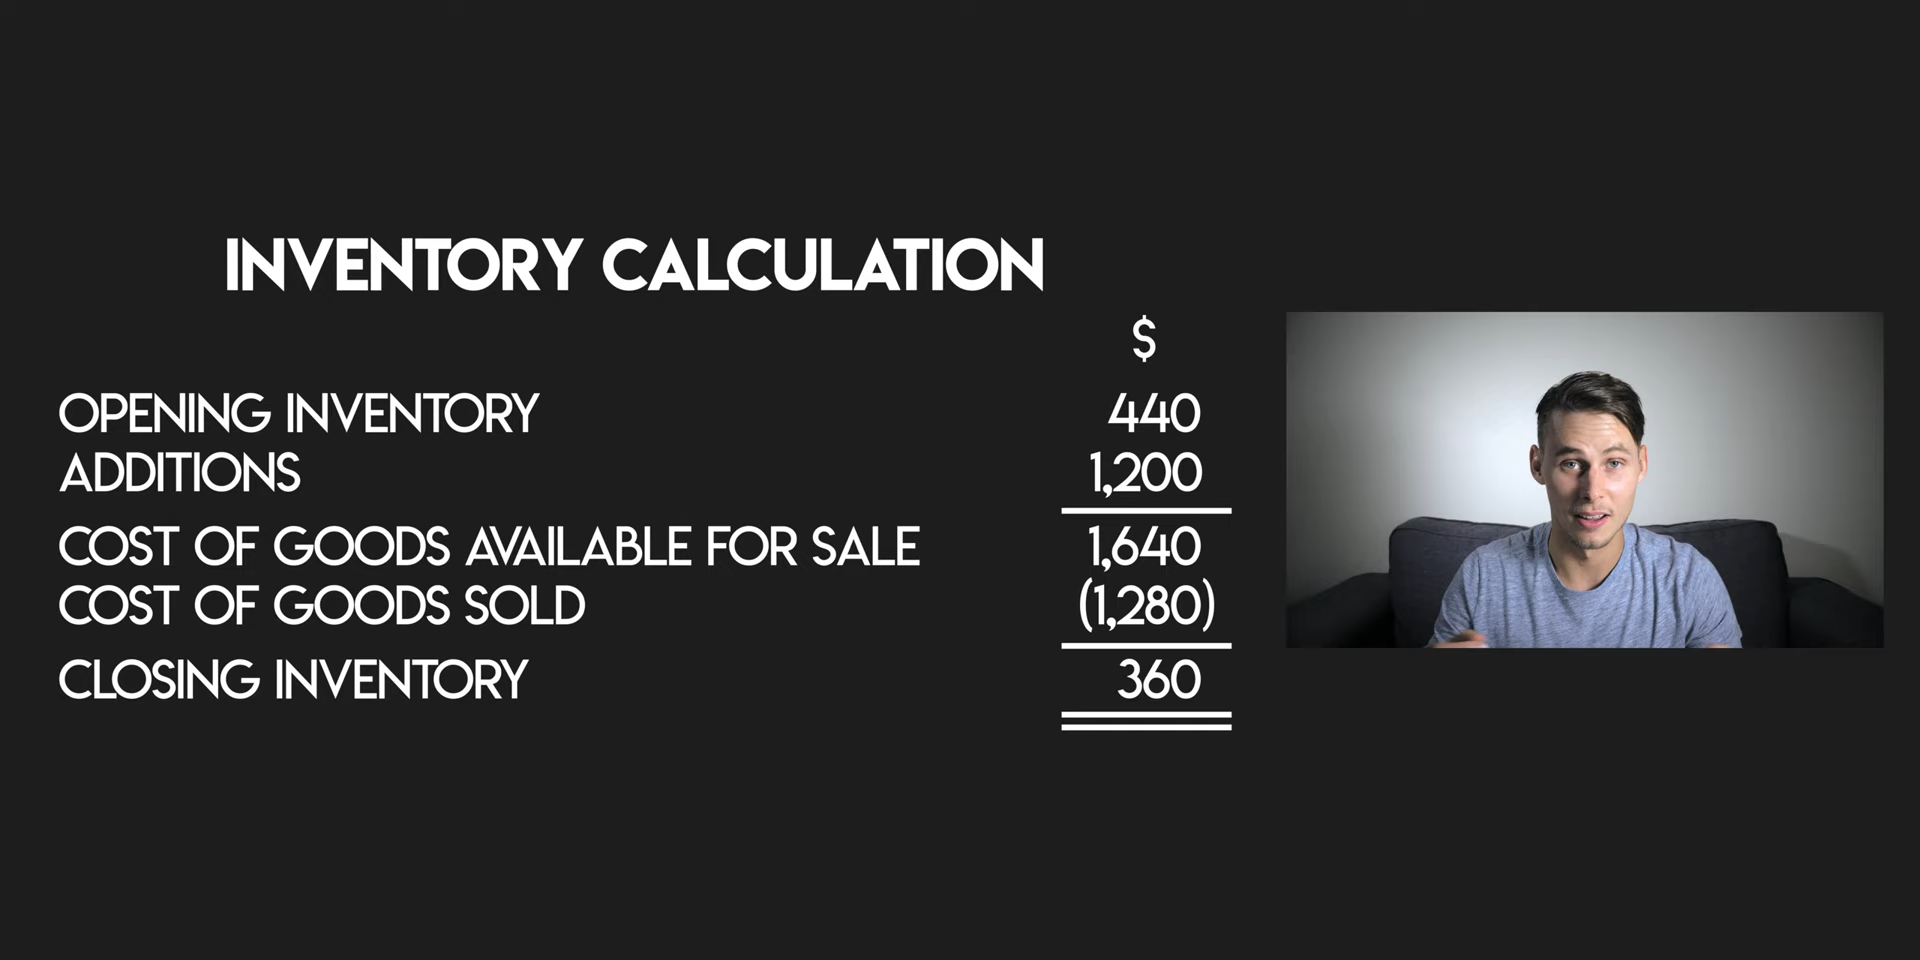 INVENTORY CALCULATION
$
OPENING INVENTORY 440
ADDITIONS 1,200
COST OF GOODS AVAILABLE FOR SALE 1,640
COST OF GOODS SOLD (1,280)
CLOSING INVENTORY 360